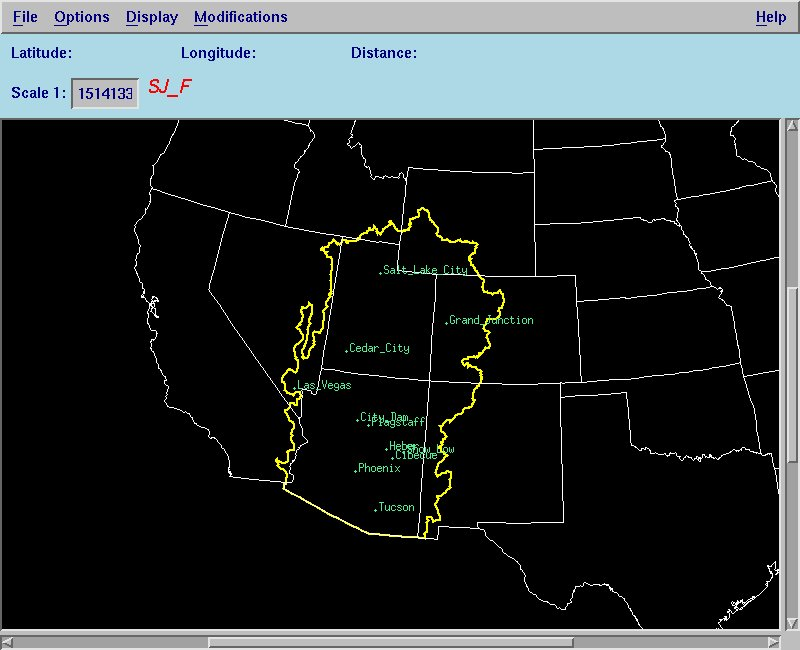 File Options Display Modifications Help
Latitude: Longitude: Distance:
Scale 1: 1514133 SJ_F
Salt_Lake_City
Grand_Junction
Cedar_City
Las_Vegas
City_Dam
Flagstaff
Heber
Show_Low
Cibecue
Phoenix
Tucson